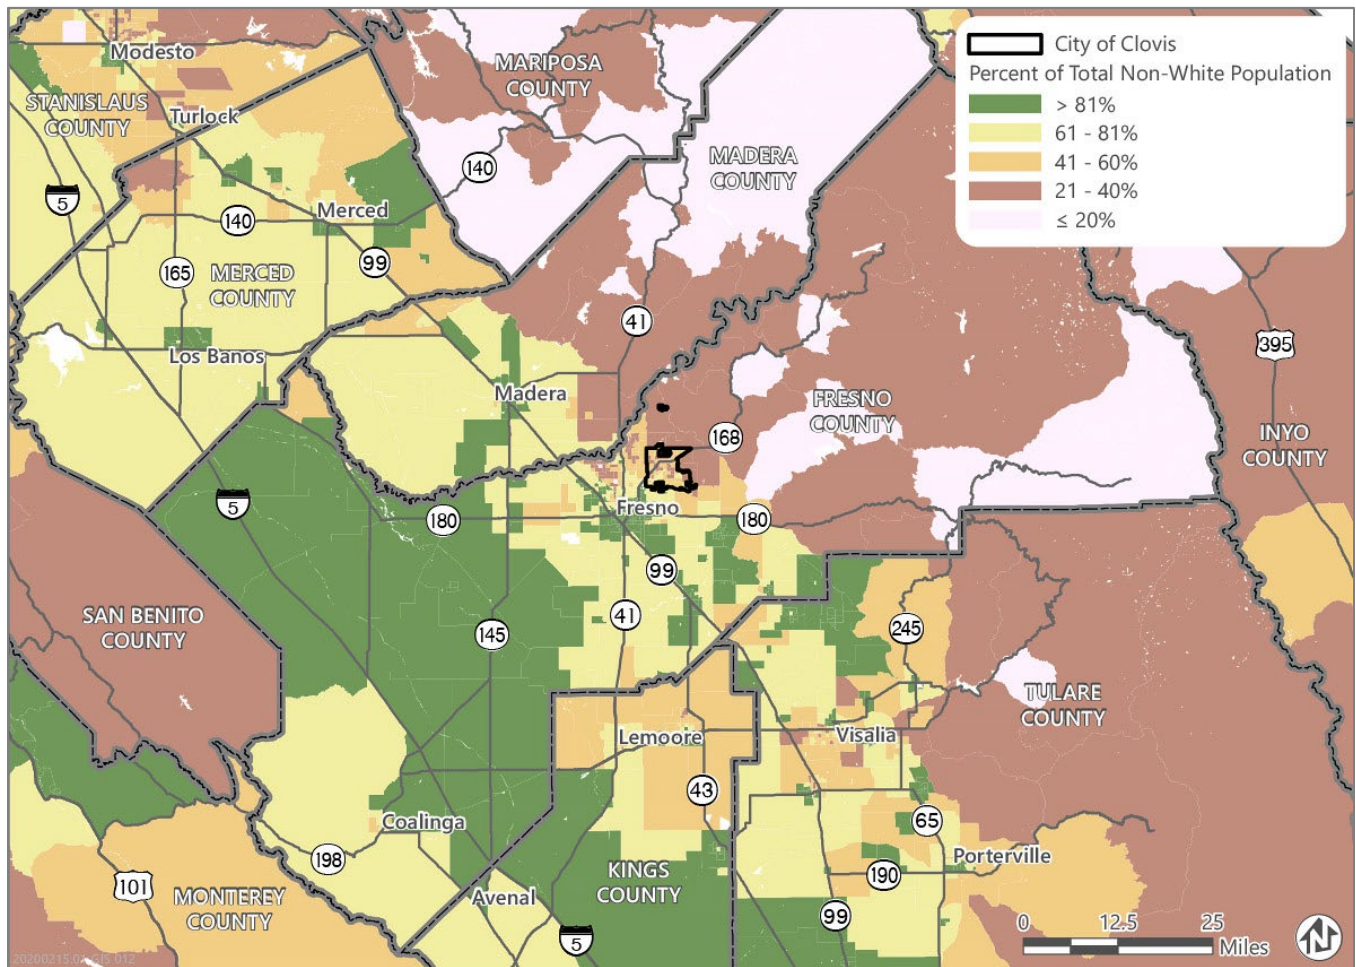 City of Clovis
Percent of Total Non-White Population
> 81%
61 - 81%
41 - 60%
21 - 40%
≤ 20%
Modesto
MARIPOSA
COUNTY
STANISLAUS
COUNTY
Turlock
140
MADERA
COUNTY
5
140
Merced
99
165
MERCED
COUNTY
41
395
Los Banos
Madera
FRESNO
COUNTY
168
INYO
COUNTY
5
180
Fresno
180
99
SAN BENITO
COUNTY
145
41
245
TULARE
COUNTY
Lemoore
Visalia
43
Coalinga
65
198
Porterville
190
101
MONTEREY
COUNTY
Avenal
KINGS
COUNTY
99
5
0 12.5 25
Miles
N
20200215.01 GIS 012